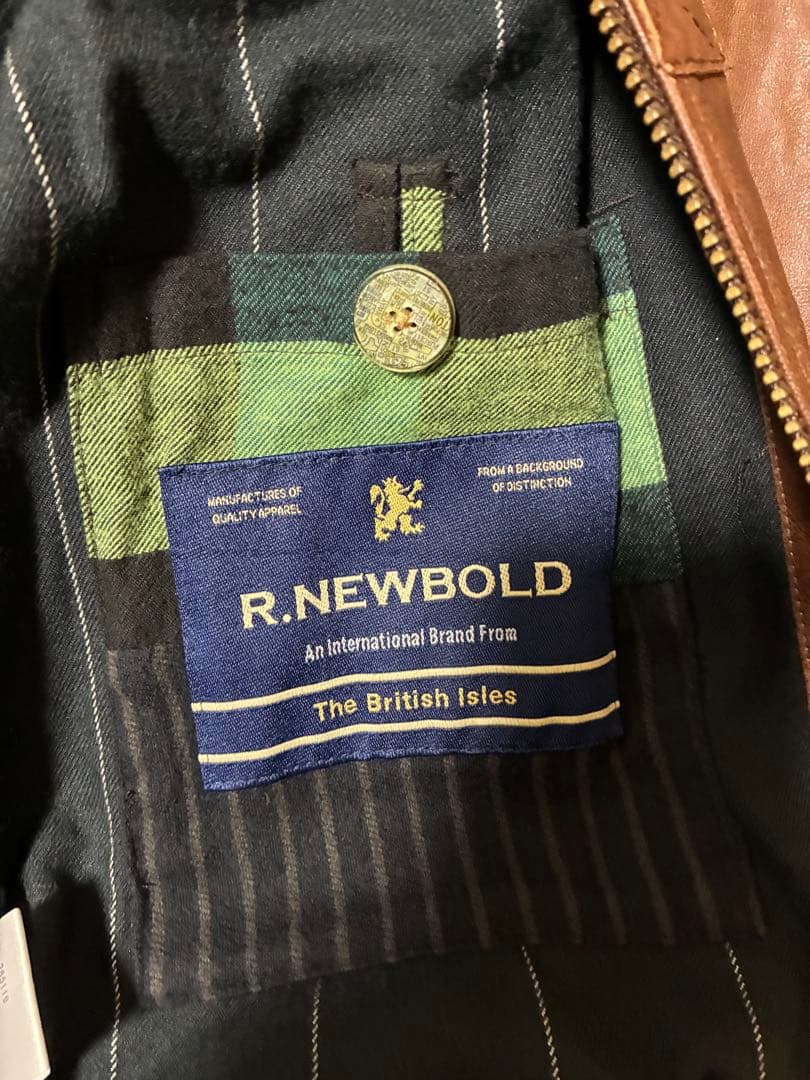 MANUFACTURES OF
QUALITY APPAREL
FROM A BACKGROUND
OF DISTINCTION
R.NEWBOLD
An International Brand From
The British Isles